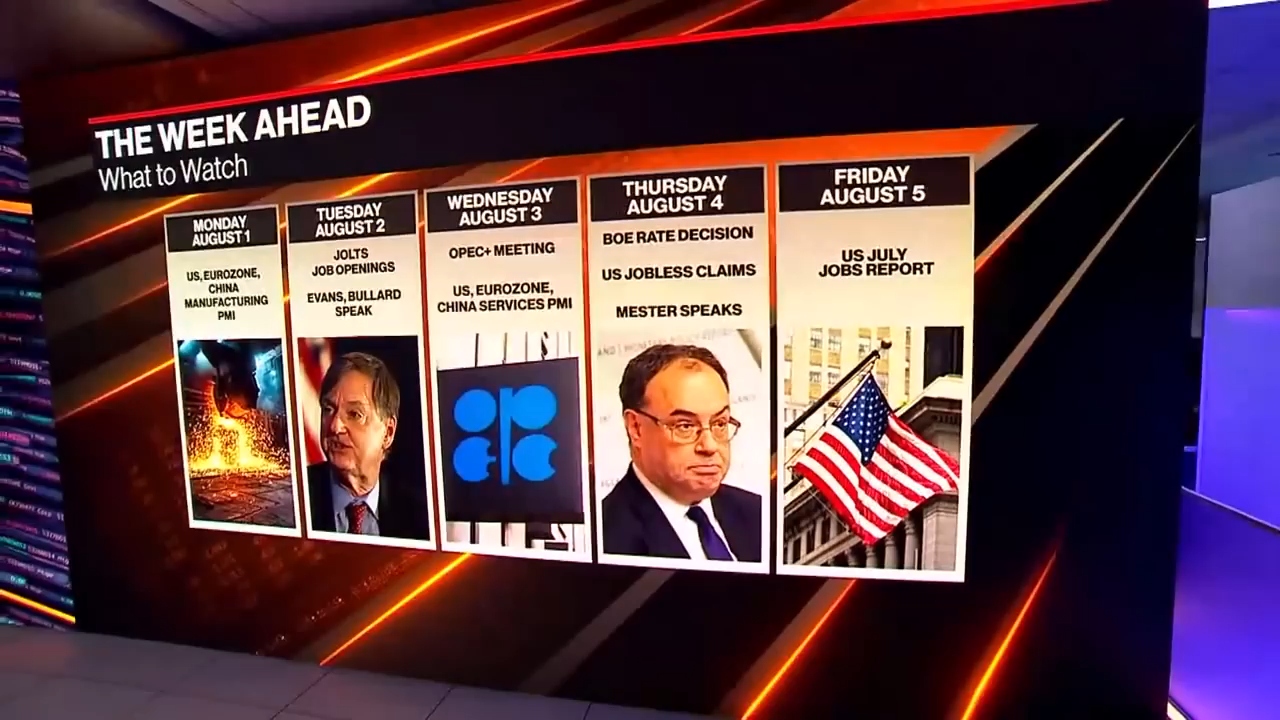 THE WEEK AHEAD
What to Watch
MONDAY
AUGUST 1
US, EUROZONE,
CHINA
MANUFACTURING
PMI
TUESDAY
AUGUST 2
JOLTS
JOB OPENINGS
EVANS, BULLARD
SPEAK
WEDNESDAY
AUGUST 3
OPEC+ MEETING
US, EUROZONE,
CHINA SERVICES PMI
THURSDAY
AUGUST 4
BOE RATE DECISION
US JOBLESS CLAIMS
MESTER SPEAKS
FRIDAY
AUGUST 5
US JULY
JOBS REPORT